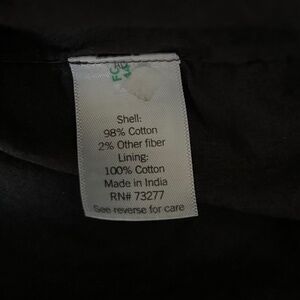 Shell:
98% Cotton
2% Other fiber
Lining:
100% Cotton
Made in India
RN# 73277
See reverse for care